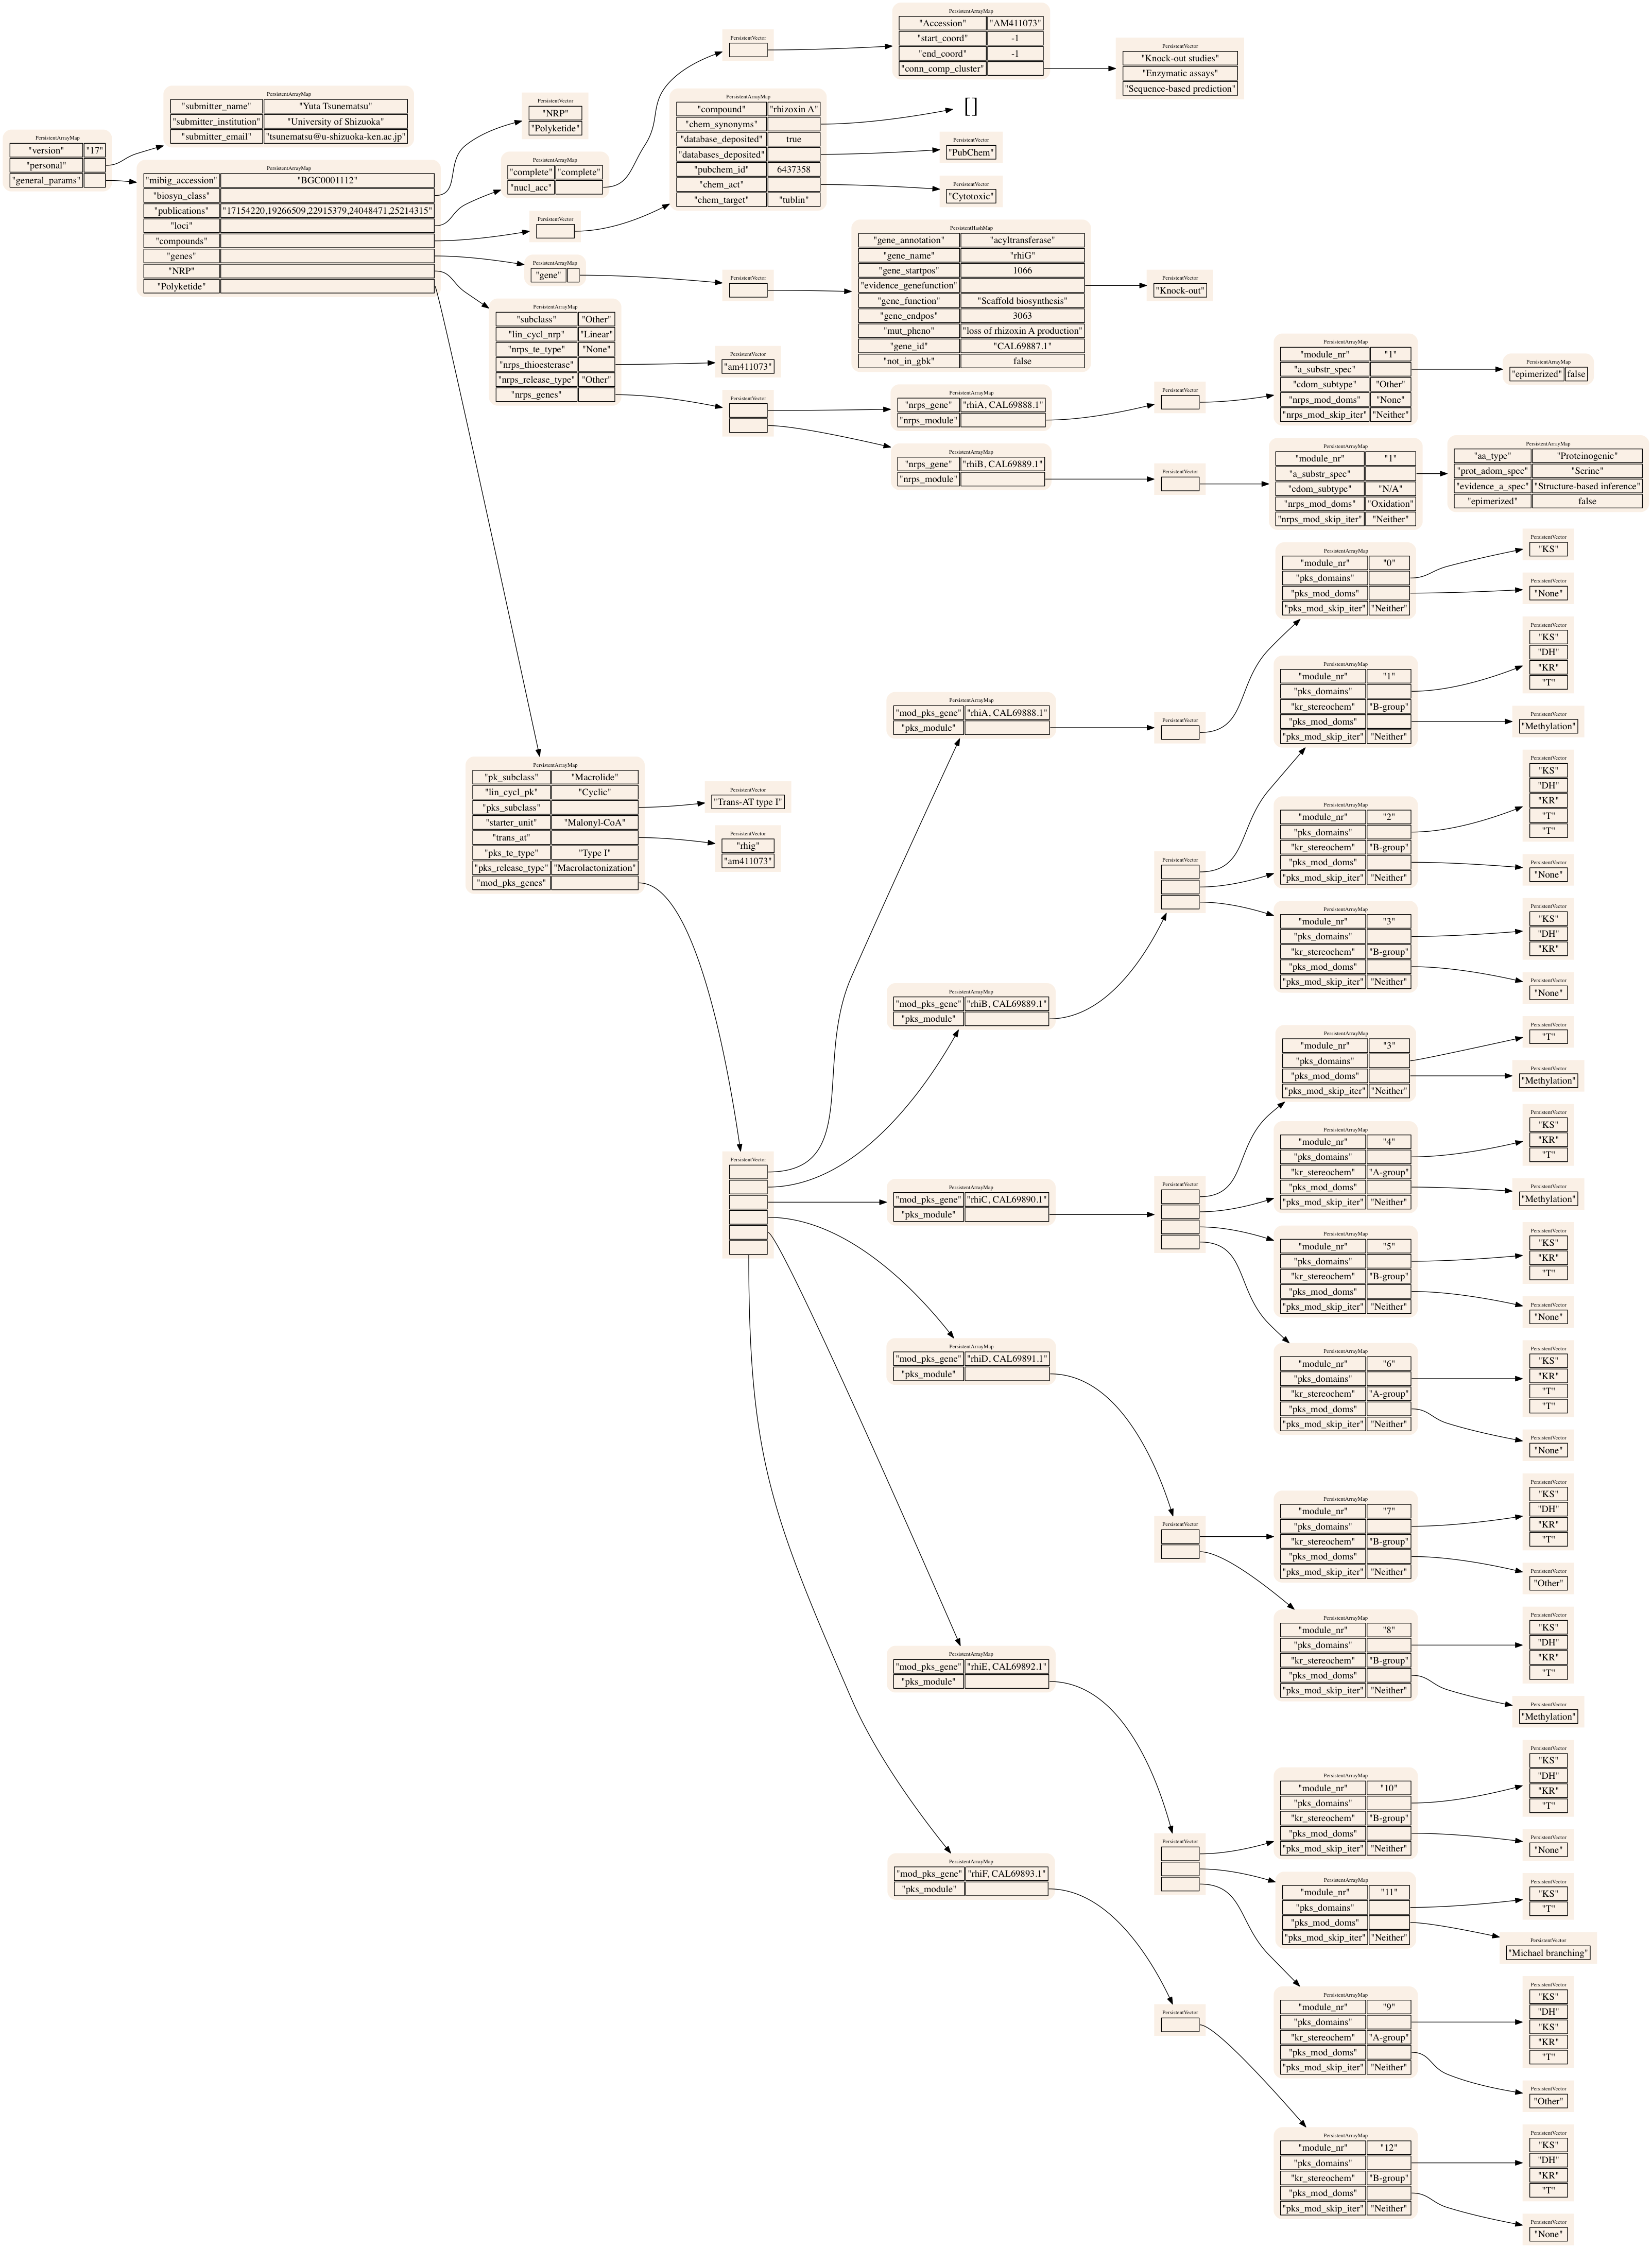 PersistentArrayMap
"version" "17"
"personal"
"general_params"
PersistentArrayMap
"submitter_name" "Yuta Tsunematsu"
"submitter_institution" "University of Shizuoka"
"submitter_email" "tsunematsu@u-shizuoka-ken.ac.jp"
PersistentArrayMap
"mibig_accession" "BGC0001112"
"biosyn_class"
"publications" "17154220,19266509,22915379,24048471,25214315"
"loci"
"compounds"
"genes"
"NRP"
"Polyketide"
PersistentVector
"NRP"
"Polyketide"
PersistentArrayMap
"complete" "complete"
"nucl_acc"
PersistentVector
PersistentArrayMap
"Accession" "AM411073"
"start_coord" -1
"end_coord" -1
"conn_comp_cluster"
PersistentVector
"Knock-out studies"
"Enzymatic assays"
"Sequence-based prediction"
PersistentVector
PersistentArrayMap
"compound" "rhizoxin A"
"chem_synonyms"
"database_deposited" true
"databases_deposited"
"pubchem_id" 6437358
"chem_act"
"chem_target" "tublin"
[]
PersistentVector
"PubChem"
PersistentVector
"Cytotoxic"
PersistentArrayMap
"gene"
PersistentVector
PersistentHashMap
"gene_annotation" "acyltransferase"
"gene_name" "rhiG"
"gene_startpos" 1066
"evidence_genefunction"
"gene_function" "Scaffold biosynthesis"
"gene_endpos" 3063
"mut_pheno" "loss of rhizoxin A production"
"gene_id" "CAL69887.1"
"not_in_gbk" false
PersistentVector
"Knock-out"
PersistentArrayMap
"subclass" "Other"
"lin_cycl_nrp" "Linear"
"nrps_te_type" "None"
"nrps_thioesterase"
"nrps_release_type" "Other"
"nrps_genes"
PersistentVector
"am411073"
PersistentVector
PersistentArrayMap
"nrps_gene" "rhiA, CAL69888.1"
"nrps_module"
PersistentVector
PersistentArrayMap
"module_nr" "1"
"a_substr_spec"
"cdom_subtype" "Other"
"nrps_mod_doms" "None"
"nrps_mod_skip_iter" "Neither"
PersistentArrayMap
"epimerized" false
PersistentArrayMap
"nrps_gene" "rhiB, CAL69889.1"
"nrps_module"
PersistentVector
PersistentArrayMap
"module_nr" "1"
"a_substr_spec"
"cdom_subtype" "N/A"
"nrps_mod_doms" "Oxidation"
"nrps_mod_skip_iter" "Neither"
PersistentArrayMap
"aa_type" "Proteinogenic"
"prot_adom_spec" "Serine"
"evidence_a_spec" "Structure-based inference"
"epimerized" false
PersistentArrayMap
"pk_subclass" "Macrolide"
"lin_cycl_pk" "Cyclic"
"pks_subclass"
"starter_unit" "Malonyl-CoA"
"trans_at"
"pks_te_type" "Type I"
"pks_release_type" "Macrolactonization"
"mod_pks_genes"
PersistentVector
"Trans-AT type I"
PersistentVector
"rhig"
"am411073"
PersistentVector
PersistentArrayMap
"mod_pks_gene" "rhiA, CAL69888.1"
"pks_module"
PersistentVector
PersistentArrayMap
"module_nr" "0"
"pks_domains"
"pks_mod_doms"
"pks_mod_skip_iter" "Neither"
PersistentVector
"KS"
PersistentVector
"None"
PersistentArrayMap
"mod_pks_gene" "rhiB, CAL69889.1"
"pks_module"
PersistentVector
PersistentArrayMap
"module_nr" "1"
"pks_domains"
"kr_stereochem" "B-group"
"pks_mod_doms"
"pks_mod_skip_iter" "Neither"
PersistentVector
"KS"
"DH"
"KR"
"T"
PersistentVector
"Methylation"
PersistentArrayMap
"module_nr" "2"
"pks_domains"
"kr_stereochem" "B-group"
"pks_mod_doms"
"pks_mod_skip_iter" "Neither"
PersistentVector
"KS"
"DH"
"KR"
"T"
"T"
PersistentVector
"None"
PersistentArrayMap
"module_nr" "3"
"pks_domains"
"kr_stereochem" "B-group"
"pks_mod_doms"
"pks_mod_skip_iter" "Neither"
PersistentVector
"KS"
"DH"
"KR"
PersistentVector
"None"
PersistentArrayMap
"mod_pks_gene" "rhiC, CAL69890.1"
"pks_module"
PersistentVector
PersistentArrayMap
"module_nr" "3"
"pks_domains"
"pks_mod_doms"
"pks_mod_skip_iter" "Neither"
PersistentVector
"T"
PersistentVector
"Methylation"
PersistentArrayMap
"module_nr" "4"
"pks_domains"
"kr_stereochem" "A-group"
"pks_mod_doms"
"pks_mod_skip_iter" "Neither"
PersistentVector
"KS"
"KR"
"T"
PersistentVector
"Methylation"
PersistentArrayMap
"module_nr" "5"
"pks_domains"
"kr_stereochem" "B-group"
"pks_mod_doms"
"pks_mod_skip_iter" "Neither"
PersistentVector
"KS"
"KR"
"T"
PersistentVector
"None"
PersistentArrayMap
"module_nr" "6"
"pks_domains"
"kr_stereochem" "A-group"
"pks_mod_doms"
"pks_mod_skip_iter" "Neither"
PersistentVector
"KS"
"KR"
"T"
"T"
PersistentVector
"None"
PersistentArrayMap
"mod_pks_gene" "rhiD, CAL69891.1"
"pks_module"
PersistentVector
PersistentArrayMap
"module_nr" "7"
"pks_domains"
"kr_stereochem" "B-group"
"pks_mod_doms"
"pks_mod_skip_iter" "Neither"
PersistentVector
"KS"
"DH"
"KR"
"T"
PersistentVector
"Other"
PersistentArrayMap
"module_nr" "8"
"pks_domains"
"kr_stereochem" "B-group"
"pks_mod_doms"
"pks_mod_skip_iter" "Neither"
PersistentVector
"KS"
"DH"
"KR"
"T"
PersistentVector
"Methylation"
PersistentArrayMap
"mod_pks_gene" "rhiE, CAL69892.1"
"pks_module"
PersistentVector
PersistentArrayMap
"module_nr" "10"
"pks_domains"
"kr_stereochem" "B-group"
"pks_mod_doms"
"pks_mod_skip_iter" "Neither"
PersistentVector
"KS"
"DH"
"KR"
"T"
PersistentVector
"None"
PersistentArrayMap
"module_nr" "11"
"pks_domains"
"pks_mod_doms"
"pks_mod_skip_iter" "Neither"
PersistentVector
"KS"
"T"
PersistentVector
"Michael branching"
PersistentArrayMap
"module_nr" "9"
"pks_domains"
"kr_stereochem" "A-group"
"pks_mod_doms"
"pks_mod_skip_iter" "Neither"
PersistentVector
"KS"
"DH"
"KS"
"KR"
"T"
PersistentVector
"Other"
PersistentArrayMap
"mod_pks_gene" "rhiF, CAL69893.1"
"pks_module"
PersistentVector
PersistentArrayMap
"module_nr" "12"
"pks_domains"
"kr_stereochem" "B-group"
"pks_mod_doms"
"pks_mod_skip_iter" "Neither"
PersistentVector
"KS"
"DH"
"KR"
"T"
PersistentVector
"None"